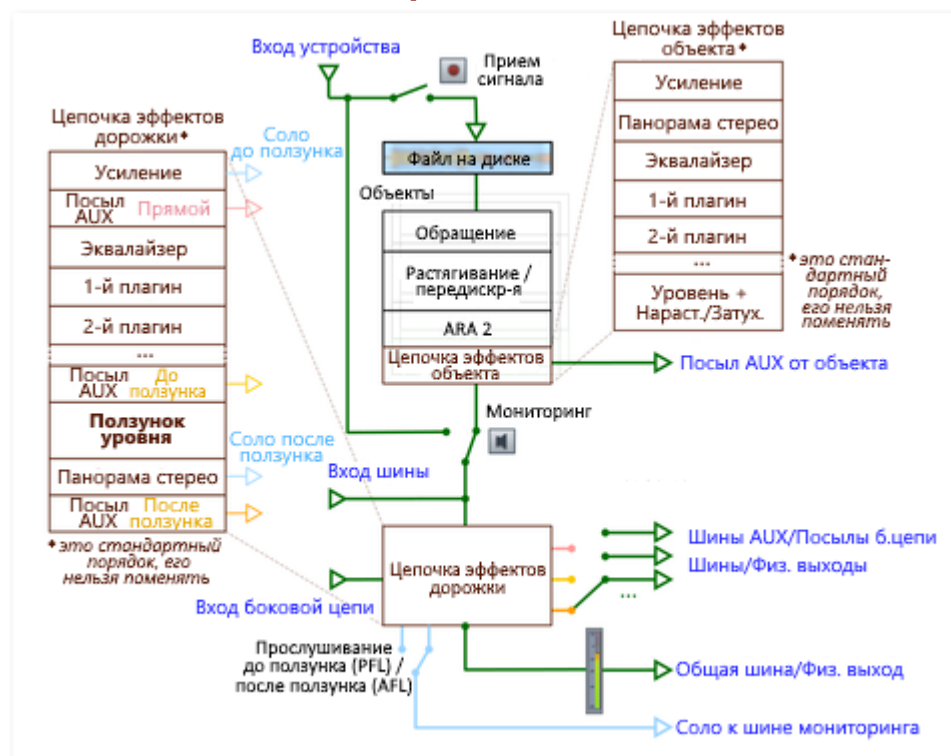 Вход устройства
Прием
сигнала
Цепочка эффектов
объекта♦
Усиление
Панорама стерео
Эквалайзер
1-й плагин
2-й плагин
...
Уровень +
Нараст./Затух.
♦это стан-
дартный
порядок,
его нельзя
поменять
Цепочка эффектов
дорожки♦
Усиление
Посыл
AUX Прямой
Эквалайзер
1-й плагин
2-й плагин
...
Посыл До
AUX ползунка
Ползунок
уровня
Панорама стерео
Посыл После
AUX ползунка
♦это стандартный
порядок, его
нельзя поменять
Соло
до ползунка
Соло после
ползунка
Файл на диске
Объекты
Обращение
Растягивание /
передискр-я
ARA 2
Цепочка эффектов
объекта
Посыл AUX от объекта
Мониторинг
Вход шины
Цепочка эффектов
дорожки
Вход боковой цепи
Шины AUX/Посылы б.цепи
Шины/Физ. выходы
...
Прослушивание
до ползунка (PFL) /
после ползунка (AFL)
Общая шина/Физ. выход
Соло к шине мониторинга